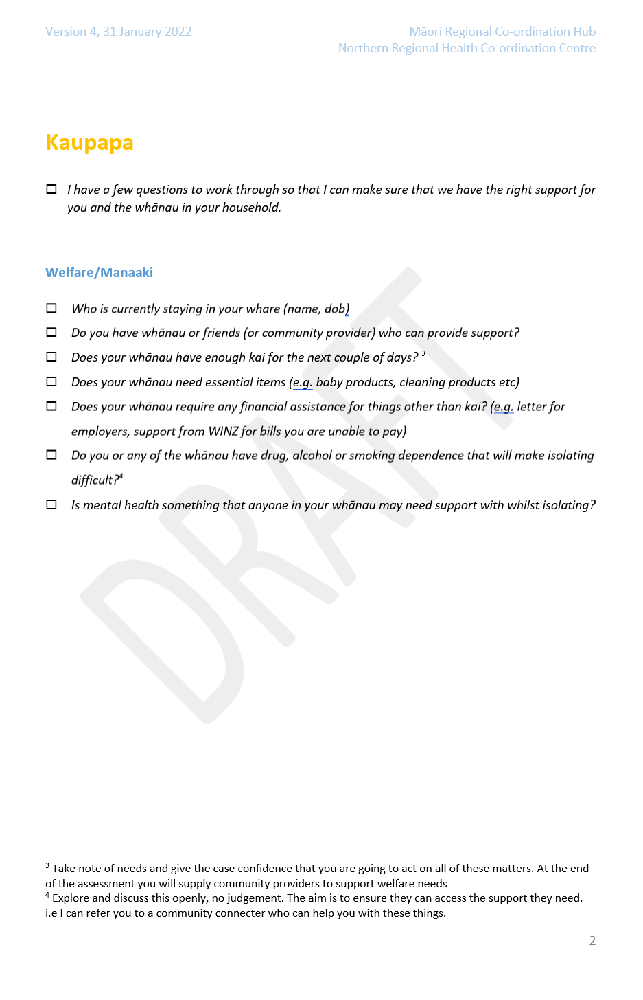 Version 4, 31 January 2022
Māori Regional Co-ordination Hub
Northern Regional Health Co-ordination Centre
Kaupapa
☐ I have a few questions to work through so that I can make sure that we have the right support for
you and the whānau in your household.
Welfare/Manaaki
☐ Who is currently staying in your whare (name, dob)
☐ Do you have whānau or friends (or community provider) who can provide support?
☐ Does your whānau have enough kai for the next couple of days? ³
☐ Does your whānau need essential items (e.g. baby products, cleaning products etc)
☐ Does your whānau require any financial assistance for things other than kai? (e.g. letter for
employers, support from WINZ for bills you are unable to pay)
☐ Do you or any of the whānau have drug, alcohol or smoking dependence that will make isolating
difficult?⁴
☐ Is mental health something that anyone in your whānau may need support with whilst isolating?
DRAFT
³ Take note of needs and give the case confidence that you are going to act on all of these matters. At the end
of the assessment you will supply community providers to support welfare needs
⁴ Explore and discuss this openly, no judgement. The aim is to ensure they can access the support they need.
i.e I can refer you to a community connecter who can help you with these things.
2